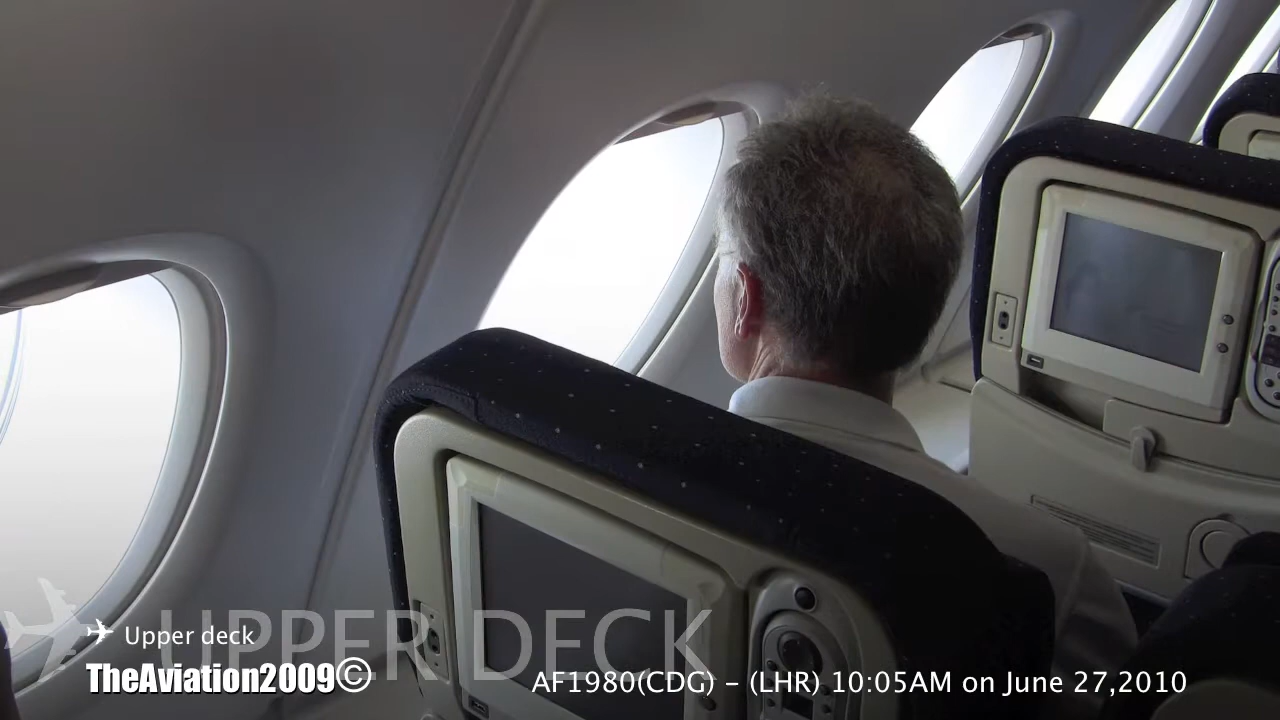 UPPER DECK
Upper deck
TheAviation2009©
AF1980(CDG) – (LHR) 10:05AM on June 27,2010